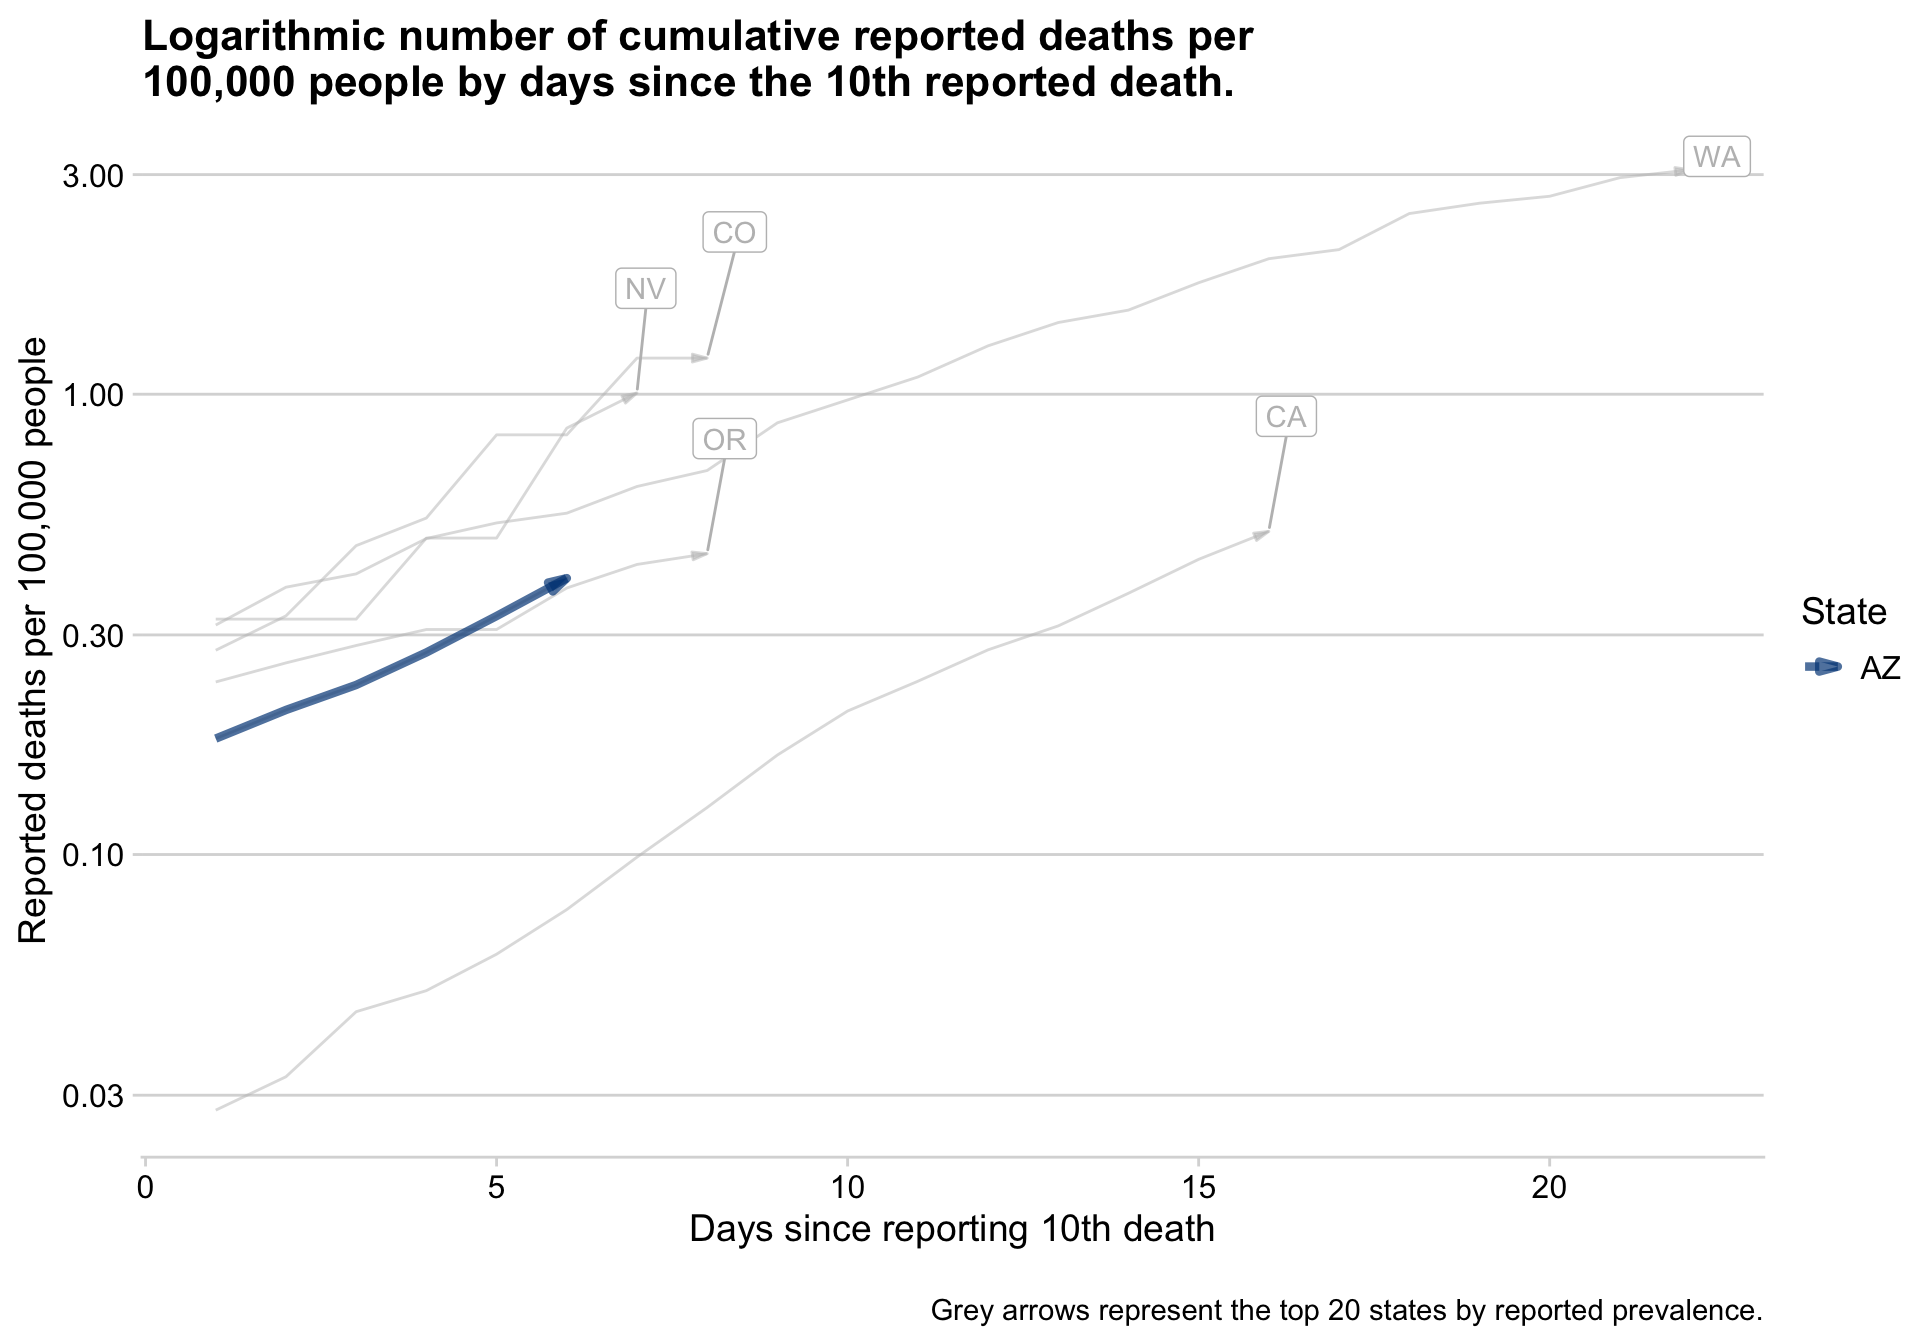 Logarithmic number of cumulative reported deaths per
100,000 people by days since the 10th reported death.
Reported deaths per 100,000 people
3.00
1.00
0.30
0.10
0.03
WA
CO
NV
OR
CA
State
AZ
0 5 10 15 20
Days since reporting 10th death
Grey arrows represent the top 20 states by reported prevalence.